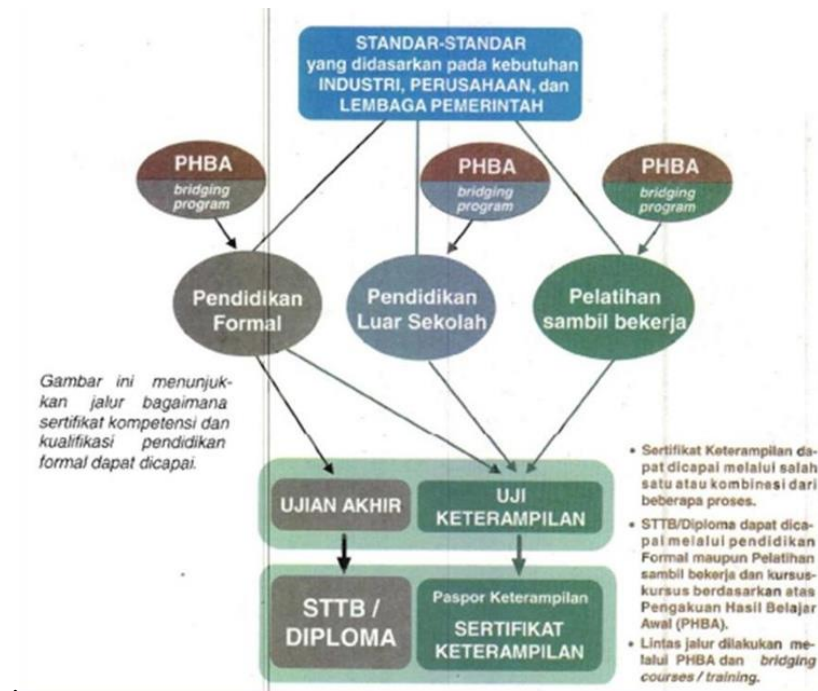 STANDAR-STANDAR
yang didasarkan pada kebutuhan
INDUSTRI, PERUSAHAAN, dan
LEMBAGA PEMERINTAH
PHBA
bridging
program
PHBA
bridging
program
PHBA
bridging
program
Pendidikan
Formal
Pendidikan
Luar Sekolah
Pelatihan
sambil bekerja
Gambar ini menunjuk-
kan jalur bagaimana
sertifikat kompetensi dan
kualifikasi pendidikan
formal dapat dicapai.
UJIAN AKHIR
UJI
KETERAMPILAN
STTB /
DIPLOMA
Paspor Keterampilan
SERTIFIKAT
KETERAMPILAN
• Sertifikat Keterampilan da-
pat dicapai melalui salah
satu atau kombinasi dari
beberapa proses.
• STTB/Diploma dapat dica-
pai melalui pendidikan
Formal maupun Pelatihan
sambil bekerja dan kursus-
kursus berdasarkan atas
Pengakuan Hasil Belajar
Awal (PHBA).
• Lintas jalur dilakukan me-
lalui PHBA dan bridging
courses / training.